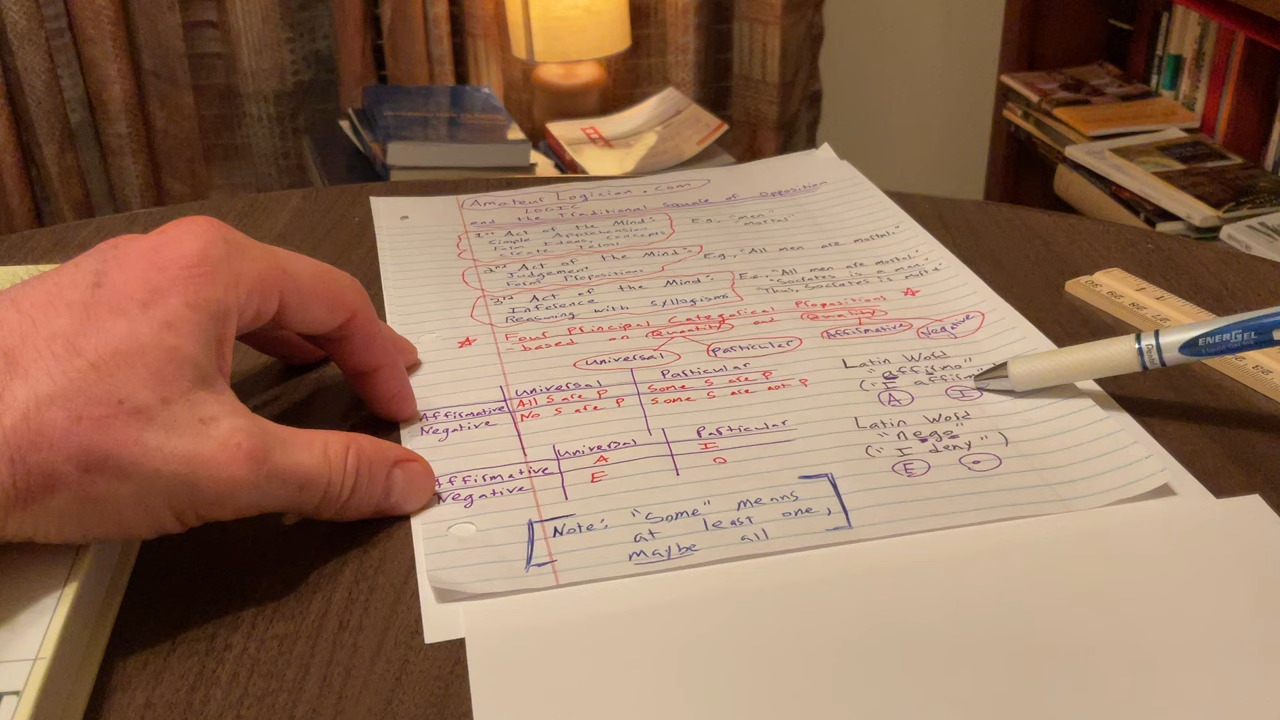 AmateurLogician.com
LOGIC
and the Traditional Square of Opposition
1st Act of the Mind:
Simple Apprehension
Form Ideas, Concepts
Create Terms
E.g., "men"
"mortal"
2nd Act of the Mind:
Judgement
Form Propositions
E.g., "All men are mortal."
3rd Act of the Mind:
Inference
Reasoning with Syllogisms
E.g., "All men are mortal."
"Socrates is a man."
"Thus, Socrates is mortal."
Four Principal Categorical Propositions
based on Quantity and Quality
Universal Particular Affirmative Negative
Universal Particular
Affirmative All S are P Some S are P
Negative No S are P Some S are not P
Universal Particular
Affirmative A I
Negative E O
Latin Word
"affirmo"
("I affirm")
A I
Latin Word
"nego"
("I deny")
E O
[Note: "Some" means
at least one,
maybe all]
ENERGEL
Pentel